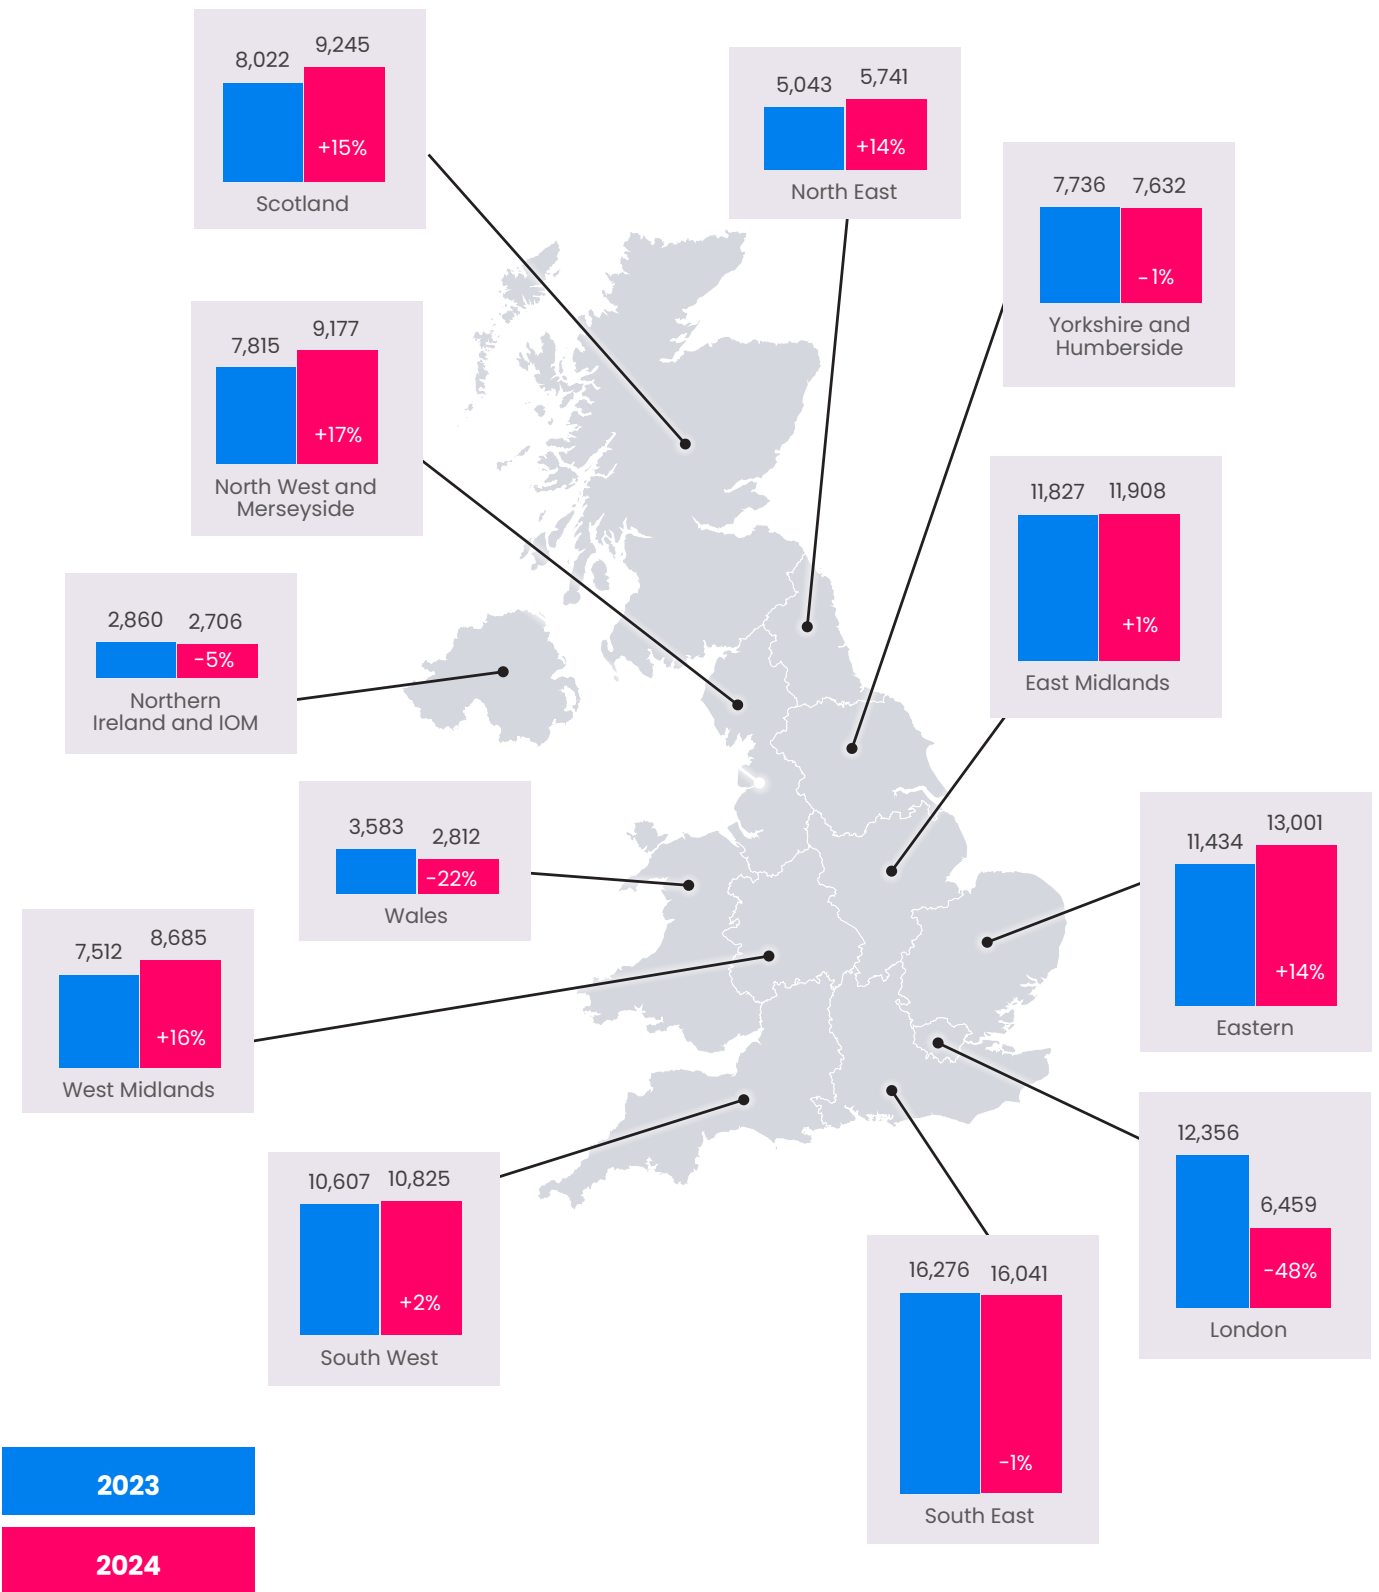 8,022
9,245
+15%
Scotland
5,043
5,741
+14%
North East
7,736
7,632
-1%
Yorkshire and
Humberside
7,815
9,177
+17%
North West and
Merseyside
11,827
11,908
+1%
East Midlands
2,860
2,706
-5%
Northern
Ireland and IOM
3,583
2,812
-22%
Wales
11,434
13,001
+14%
Eastern
7,512
8,685
+16%
West Midlands
12,356
6,459
-48%
London
10,607
10,825
+2%
South West
16,276
16,041
-1%
South East
2023
2024